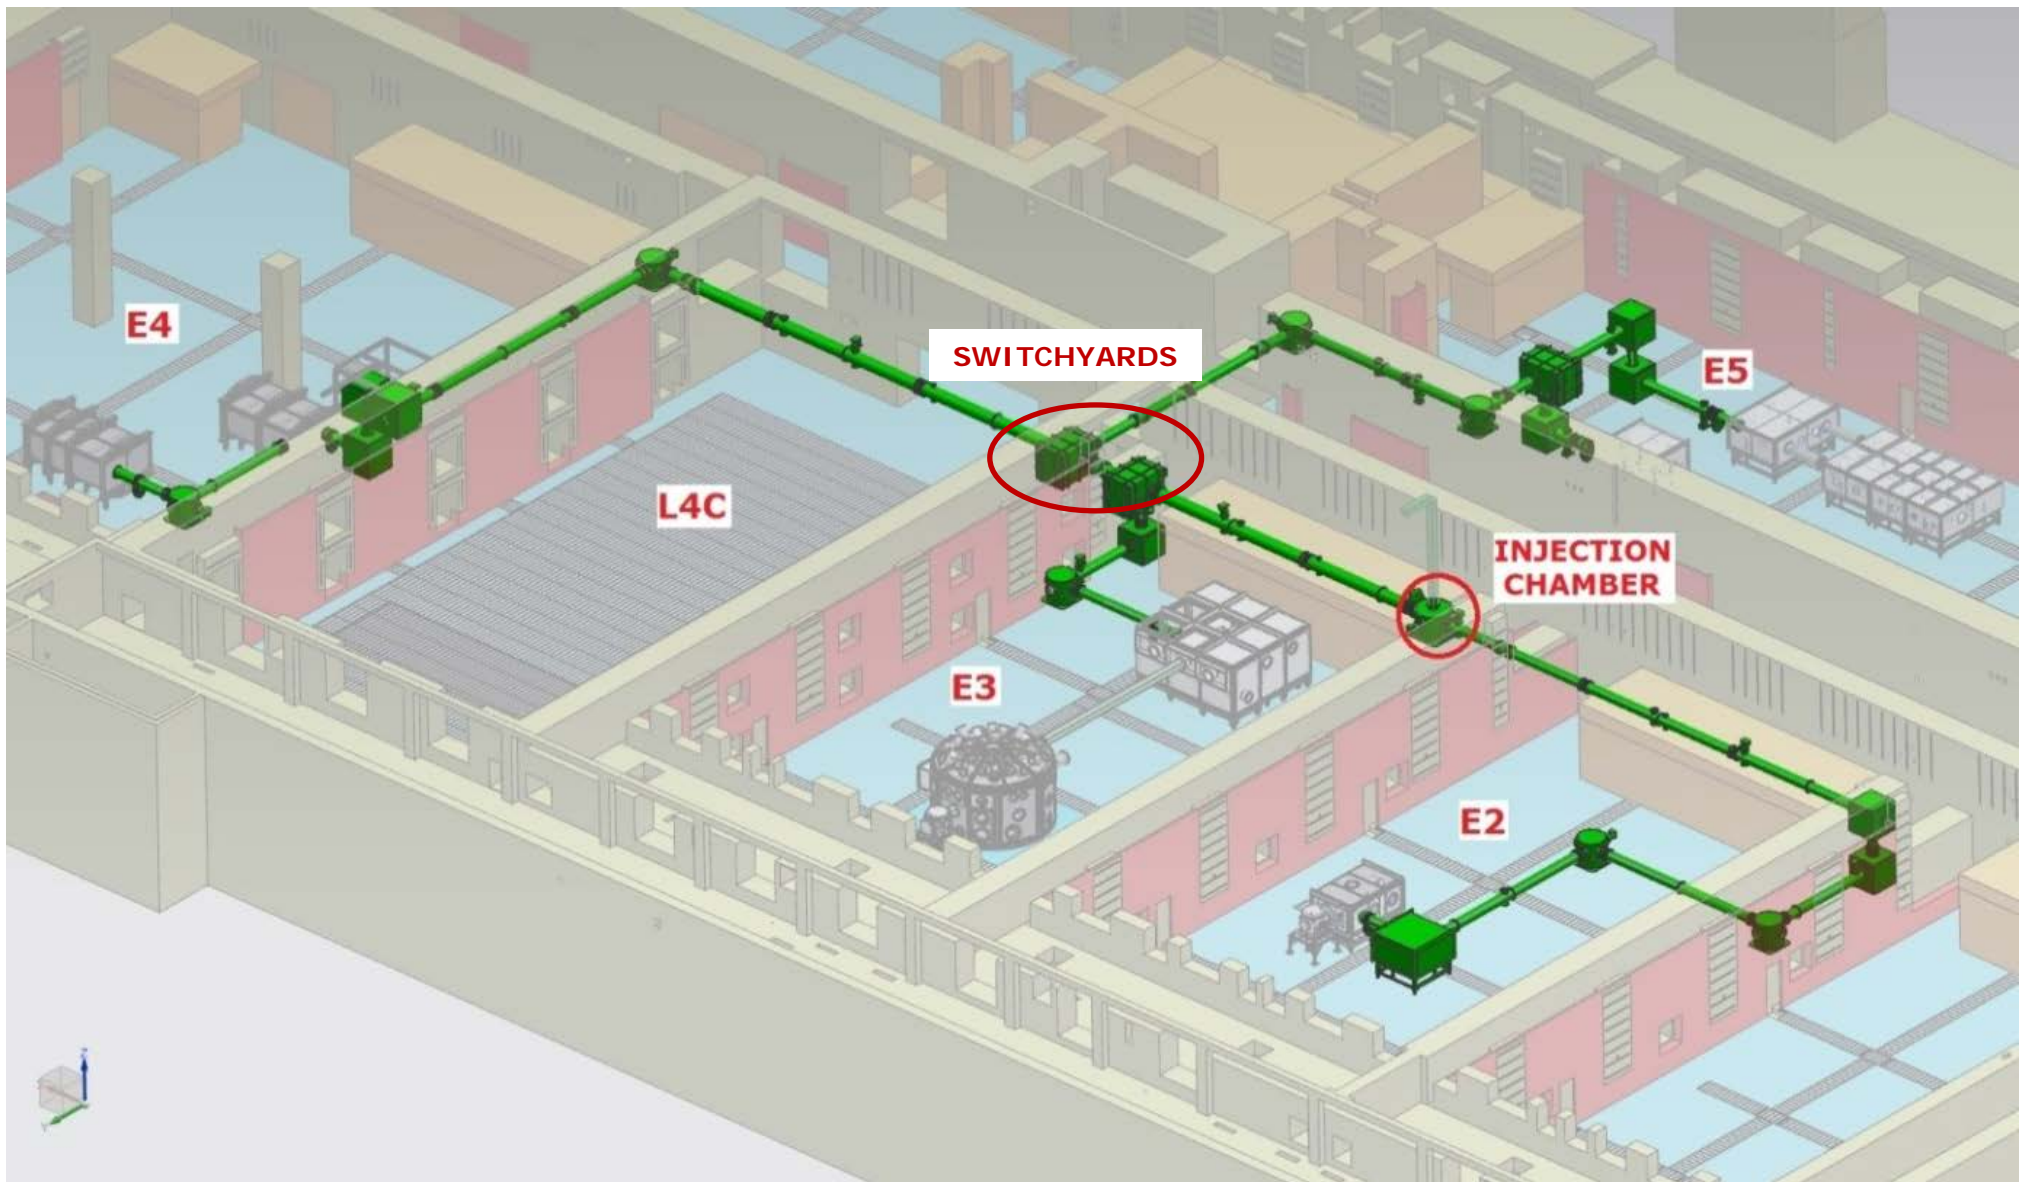 E4
SWITCHYARDS
E5
L4C
INJECTION
CHAMBER
E3
E2
Z
Y